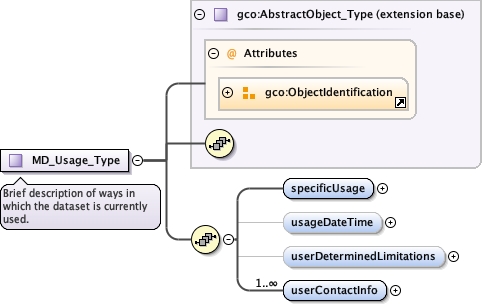 gco:AbstractObject_Type (extension base)
@ Attributes
gco:ObjectIdentification
MD_Usage_Type
Brief description of ways in
which the dataset is currently
used.
specificUsage
usageDateTime
userDeterminedLimitations
1..∞
userContactInfo